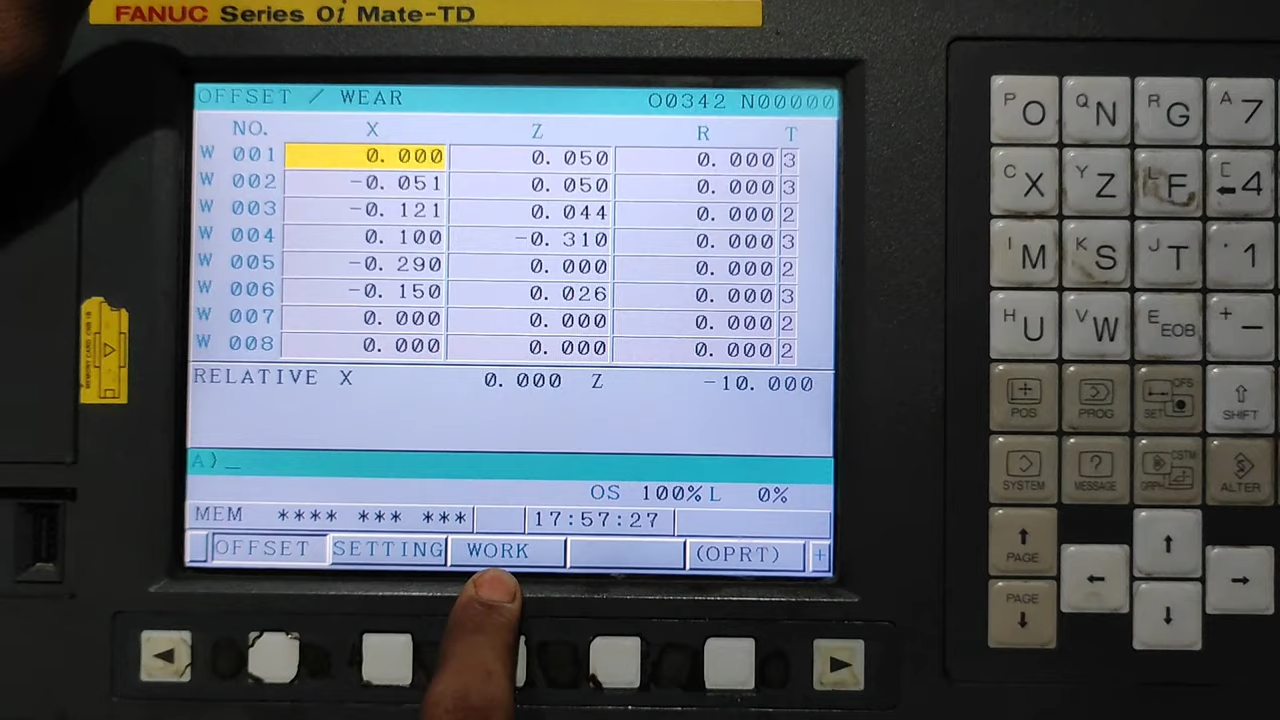 FANUC Series 0i Mate-TD
OFFSET / WEAR O0342 N00000
NO. X Z R T
W 001 0.000 0.050 0.000 3
W 002 -0.051 0.050 0.000 3
W 003 -0.121 0.044 0.000 2
W 004 0.100 -0.310 0.000 3
W 005 -0.290 0.000 0.000 2
W 006 -0.150 0.026 0.000 3
W 007 0.000 0.000 0.000 2
W 008 0.000 0.000 0.000 2
RELATIVE X 0.000 Z -10.000
A)_
OS 100% L 0%
MEM **** *** *** 17:57:27
OFFSET SETTING WORK (OPRT) +
P O Q N R G A 7
C X Y Z L F [ ←4
I M K S J T . 1
H U V W E EOB + -
POS PROG OFS SET ⇧ SHIFT
SYSTEM ? MESSAGE CSTM GRPH ALTER
↑ PAGE ↑
← →
PAGE ↓ ↓
MEMORY CARD CNB 1B
◀ ▶